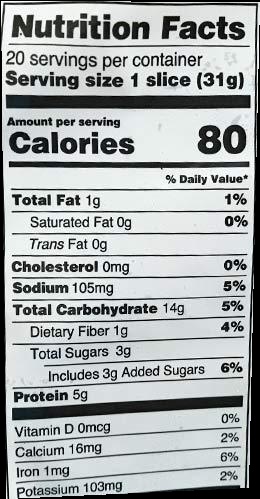 Nutrition Facts
20 servings per container
Serving size 1 slice (31g)
Amount per serving
Calories 80
% Daily Value*
Total Fat 1g 1%
Saturated Fat 0g 0%
Trans Fat 0g
Cholesterol 0mg 0%
Sodium 105mg 5%
Total Carbohydrate 14g 5%
Dietary Fiber 1g 4%
Total Sugars 3g
Includes 3g Added Sugars 6%
Protein 5g
Vitamin D 0mcg 0%
Calcium 16mg 2%
Iron 1mg 6%
Potassium 103mg 2%